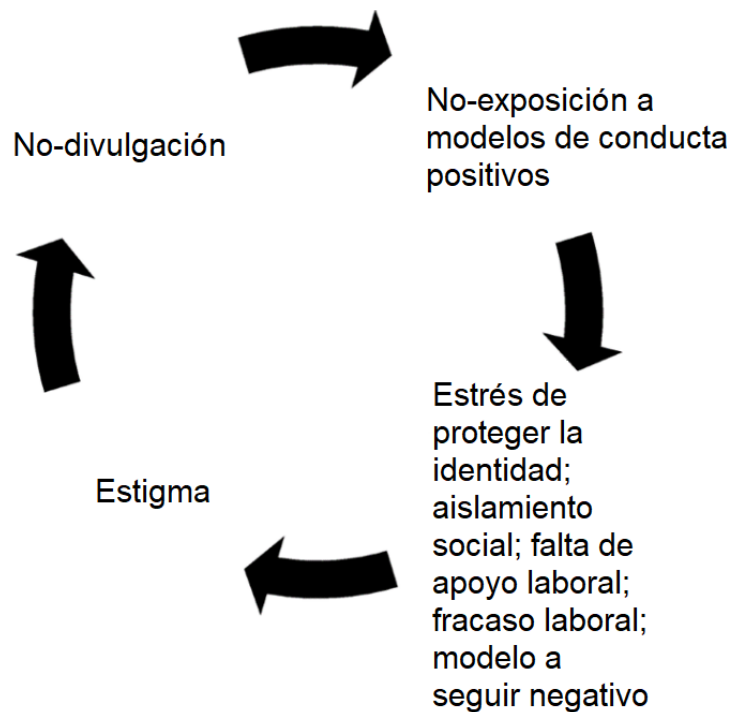 No-divulgación
No-exposición a
modelos de conducta
positivos
Estrés de
proteger la
identidad;
aislamiento
social; falta de
apoyo laboral;
fracaso laboral;
modelo a
seguir negativo
Estigma